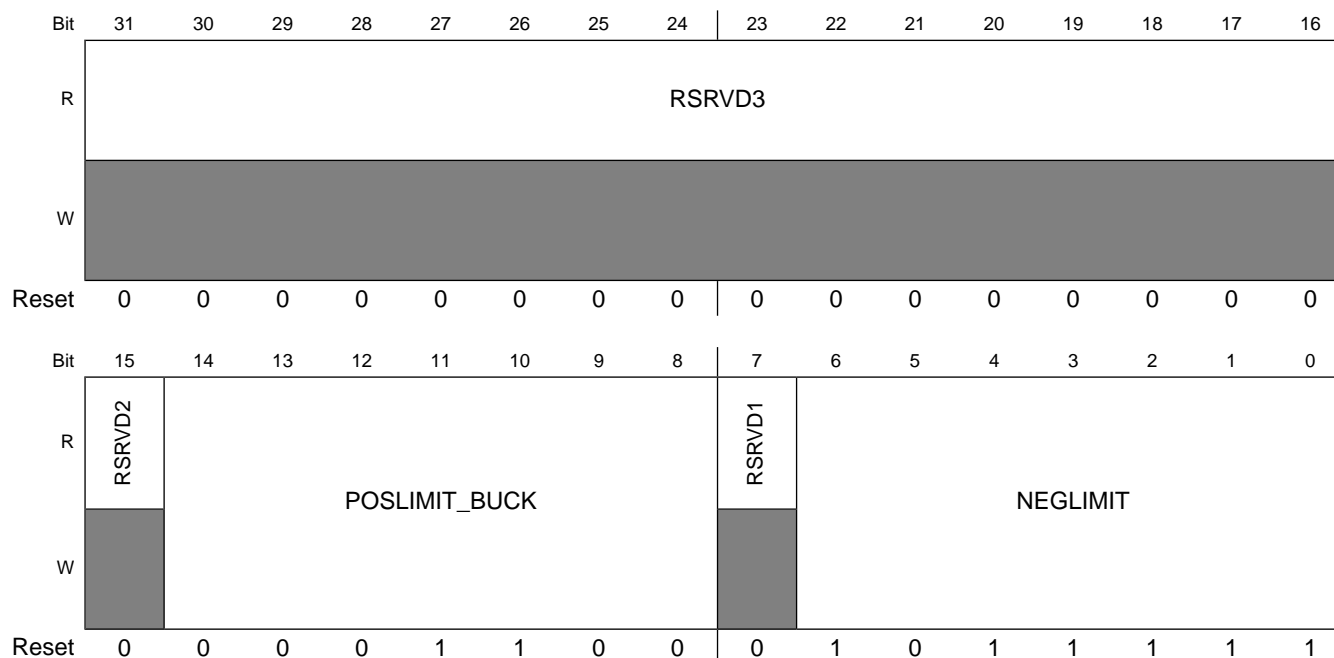 Bit 31 30 29 28 27 26 25 24 23 22 21 20 19 18 17 16
R RSRVD3
W
Reset 0 0 0 0 0 0 0 0 0 0 0 0 0 0 0 0
Bit 15 14 13 12 11 10 9 8 7 6 5 4 3 2 1 0
R RSRVD2 POSLIMIT_BUCK RSRVD1 NEGLIMIT
W
Reset 0 0 0 0 1 1 0 0 0 1 0 1 1 1 1 1